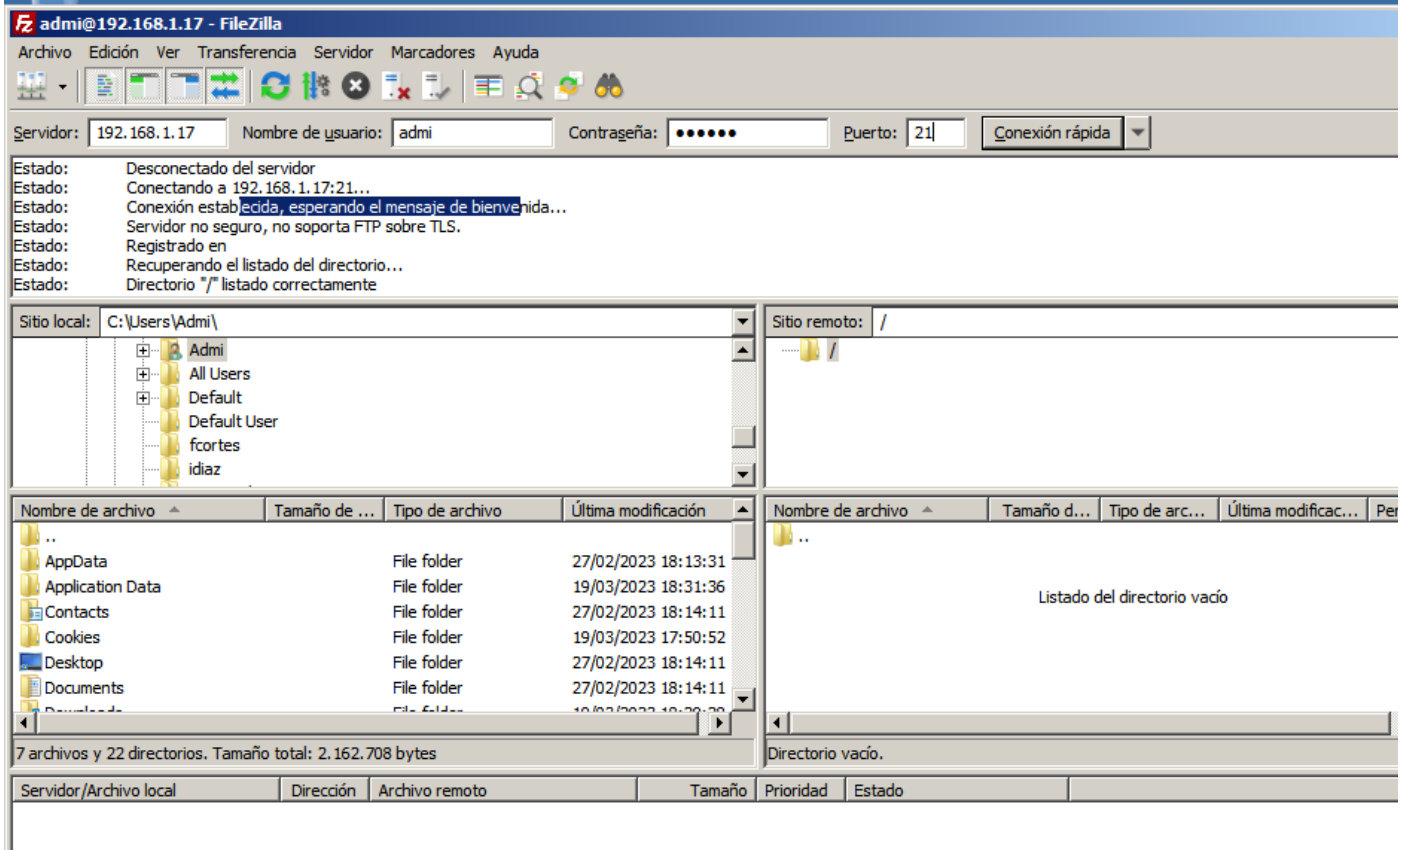 admi@192.168.1.17 - FileZilla
Archivo Edición Ver Transferencia Servidor Marcadores Ayuda
Servidor: 192.168.1.17 Nombre de usuario: admi Contraseña: ●●●●●● Puerto: 21 Conexión rápida
Estado: Desconectado del servidor
Estado: Conectando a 192.168.1.17:21...
Estado: Conexión establecida, esperando el mensaje de bienvenida...
Estado: Servidor no seguro, no soporta FTP sobre TLS.
Estado: Registrado en
Estado: Recuperando el listado del directorio...
Estado: Directorio "/" listado correctamente
Sitio local: C:\Users\Admi\
Admi
All Users
Default
Default User
fcortes
idiaz
Sitio remoto: /
/
Nombre de archivo Tamaño de ... Tipo de archivo Última modificación
..
AppData File folder 27/02/2023 18:13:31
Application Data File folder 19/03/2023 18:31:36
Contacts File folder 27/02/2023 18:14:11
Cookies File folder 19/03/2023 17:50:52
Desktop File folder 27/02/2023 18:14:11
Documents File folder 27/02/2023 18:14:11
Downloads File folder
7 archivos y 22 directorios. Tamaño total: 2.162.708 bytes
Nombre de archivo Tamaño d... Tipo de arc... Última modificac... Per
..
Listado del directorio vacío
Directorio vacío.
Servidor/Archivo local Dirección Archivo remoto Tamaño Prioridad Estado